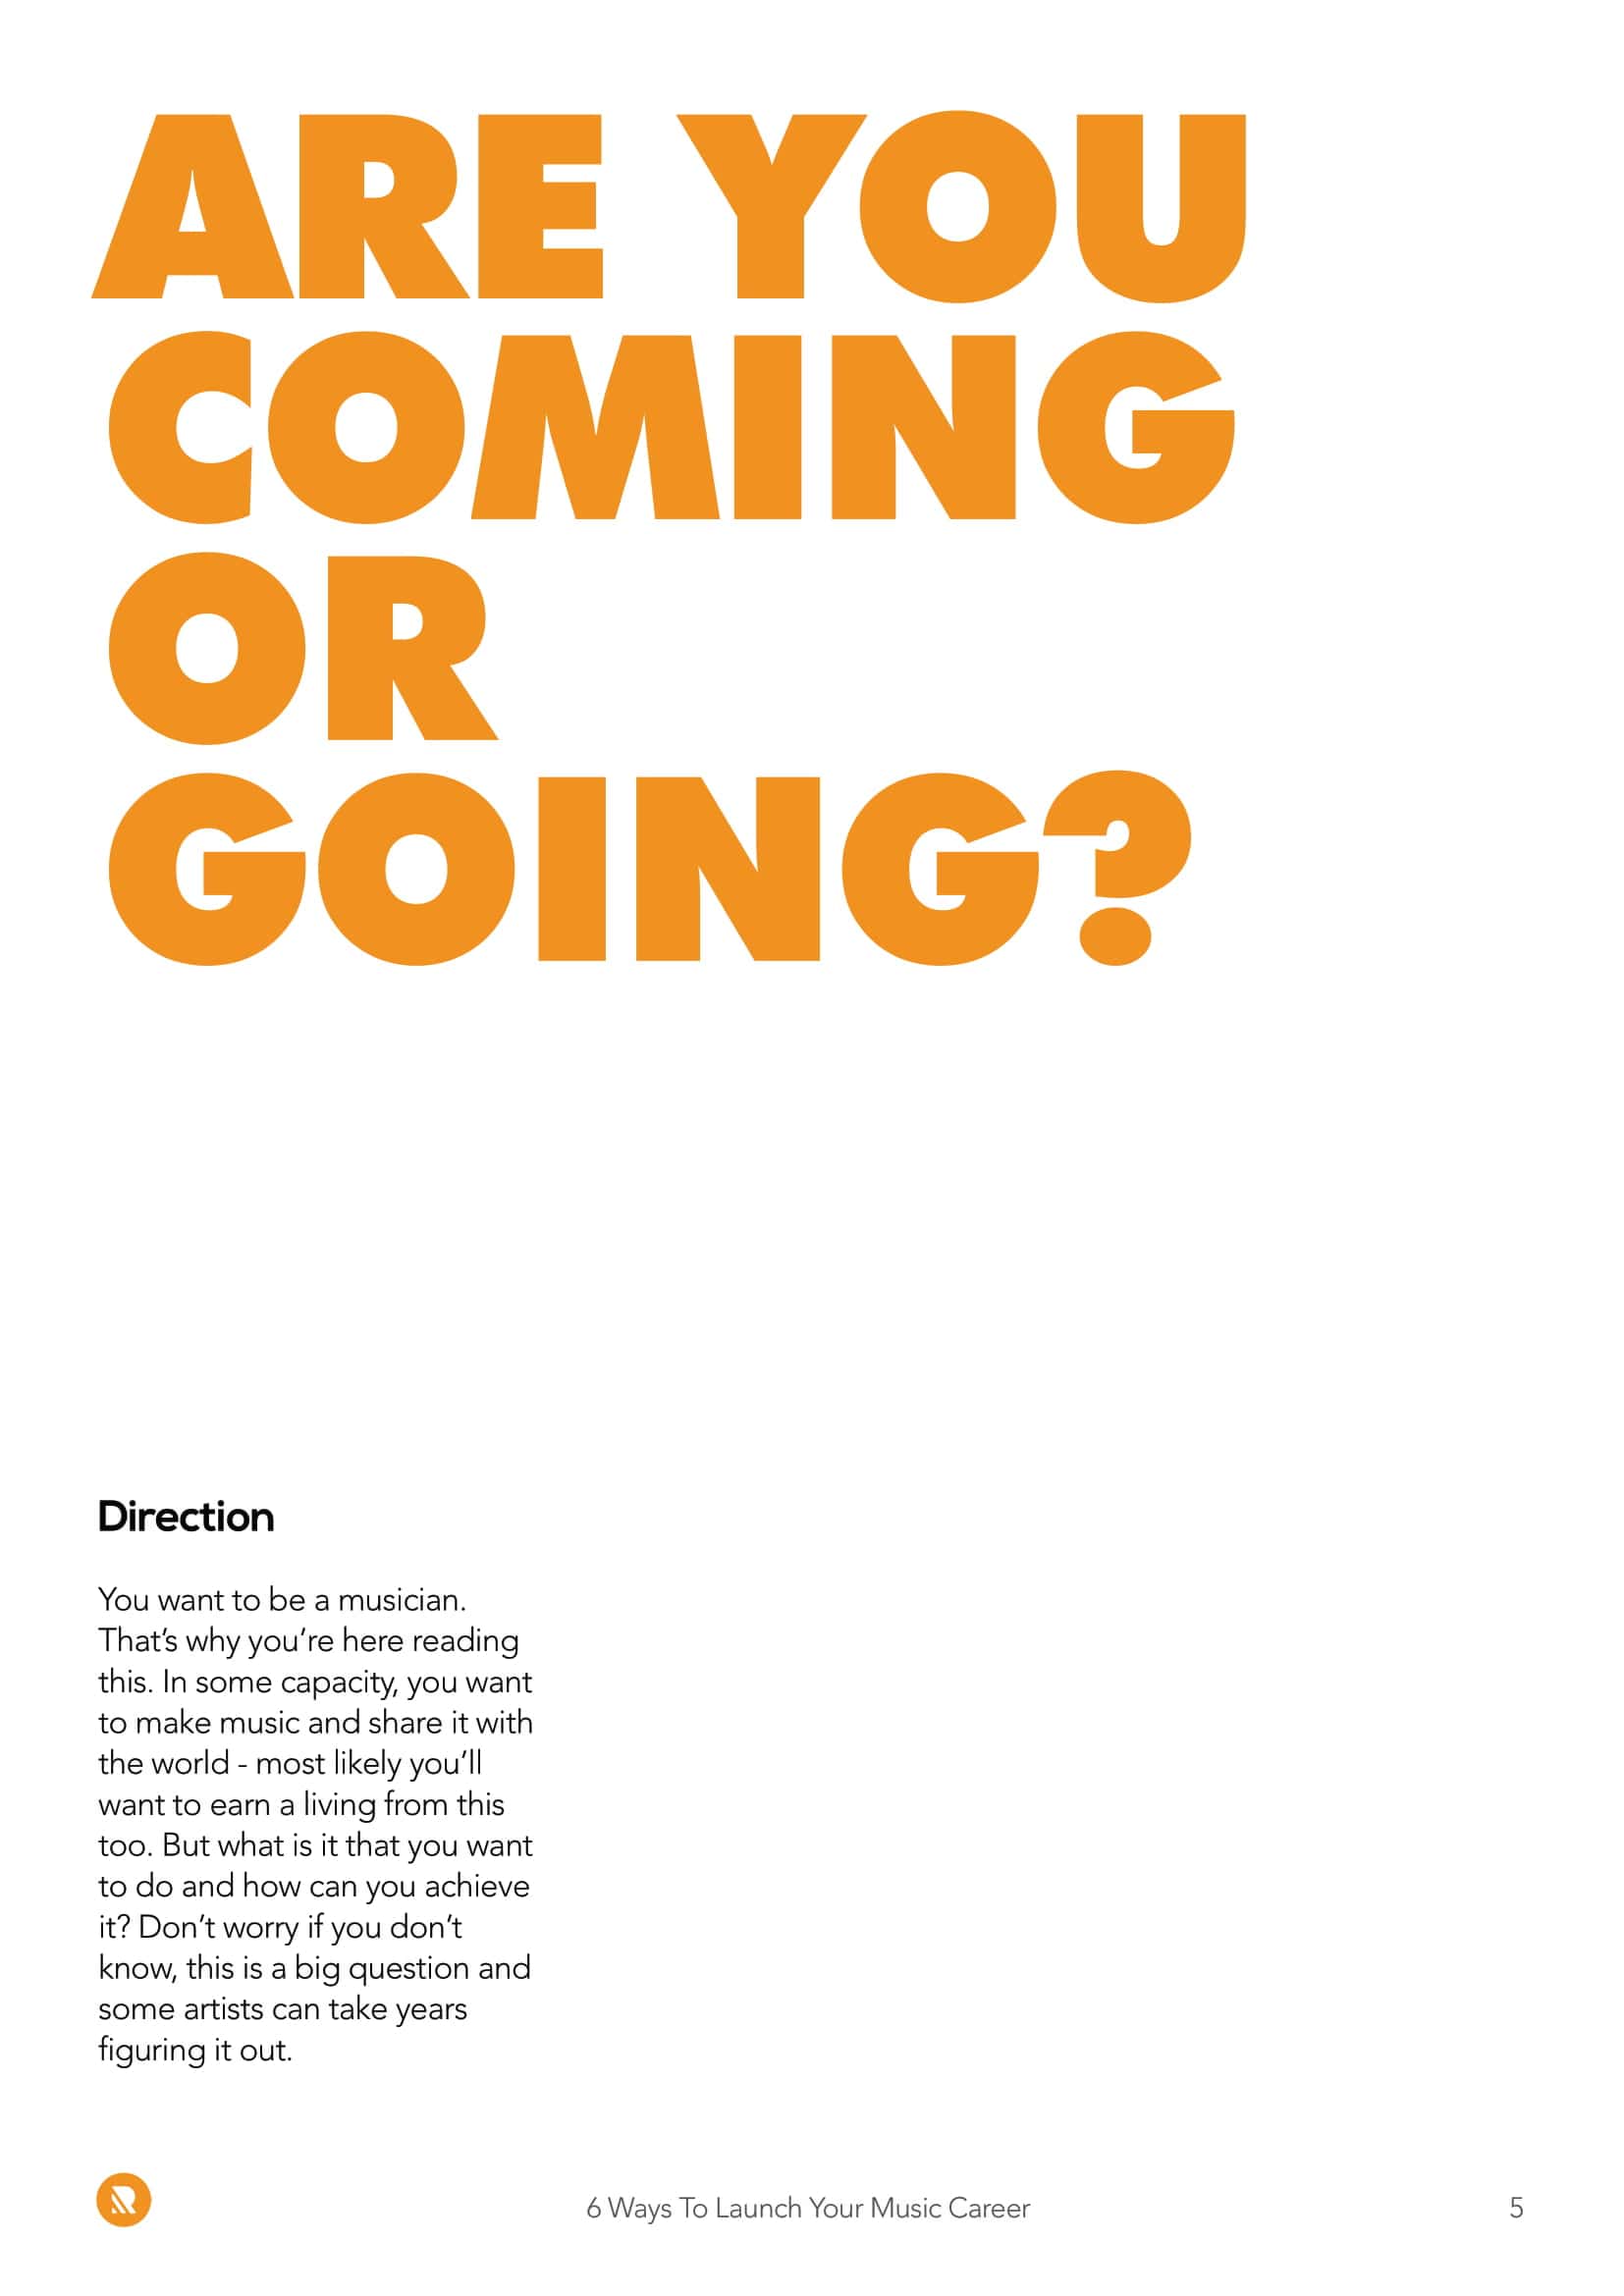 ARE YOU
COMING
OR
GOING?
Direction
You want to be a musician.
That’s why you’re here reading
this. In some capacity, you want
to make music and share it with
the world - most likely you’ll
want to earn a living from this
too. But what is it that you want
to do and how can you achieve
it? Don’t worry if you don’t
know, this is a big question and
some artists can take years
figuring it out.
R
6 Ways To Launch Your Music Career
5